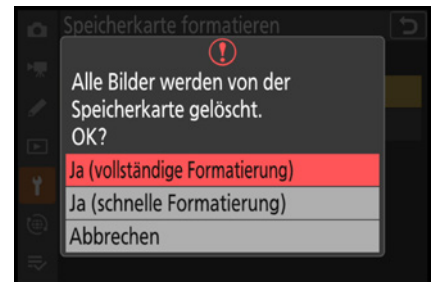 Speicherkarte formatieren
Alle Bilder werden von der
Speicherkarte gelöscht.
OK?
Ja (vollständige Formatierung)
Ja (schnelle Formatierung)
Abbrechen